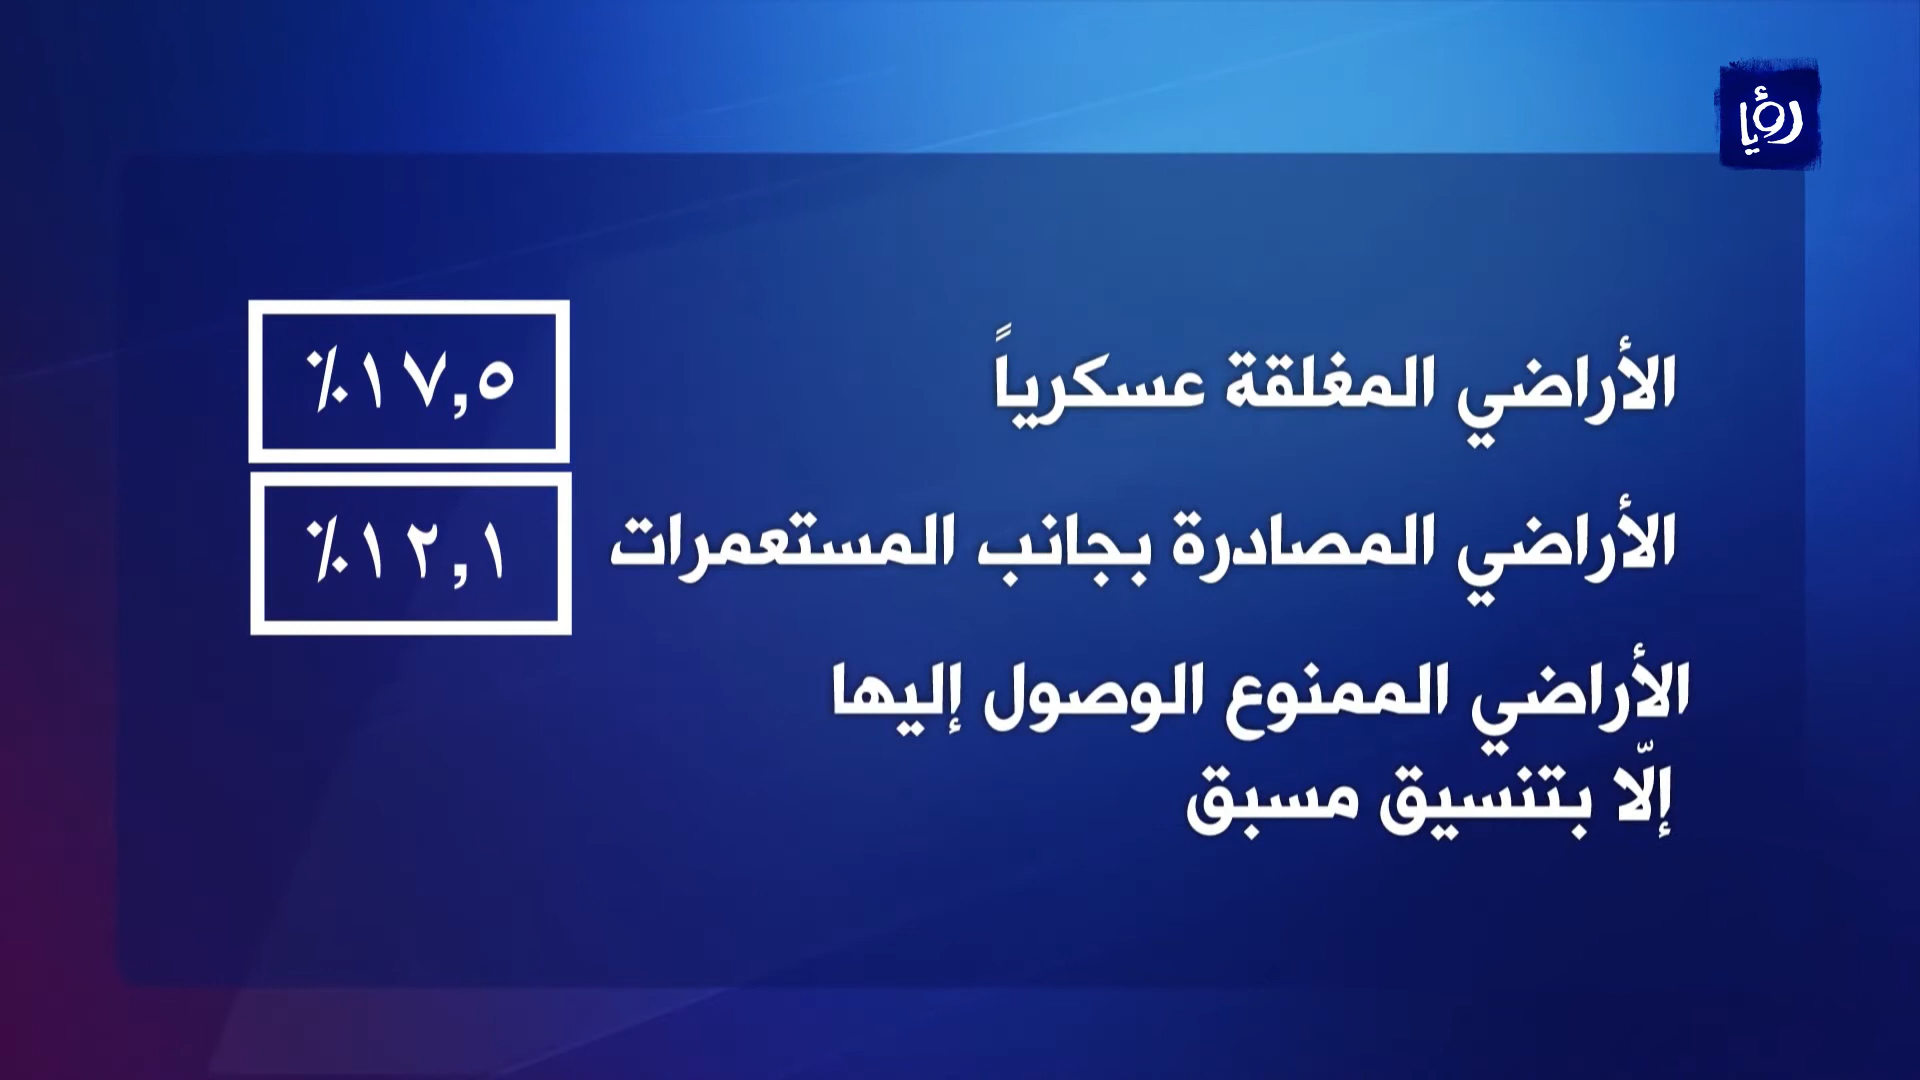 رؤيا
الأراضي المغلقة عسكرياً ٪١٧,٥
الأراضي المصادرة بجانب المستعمرات ٪١٢,١
الأراضي الممنوع الوصول إليها
إلّا بتنسيق مسبق